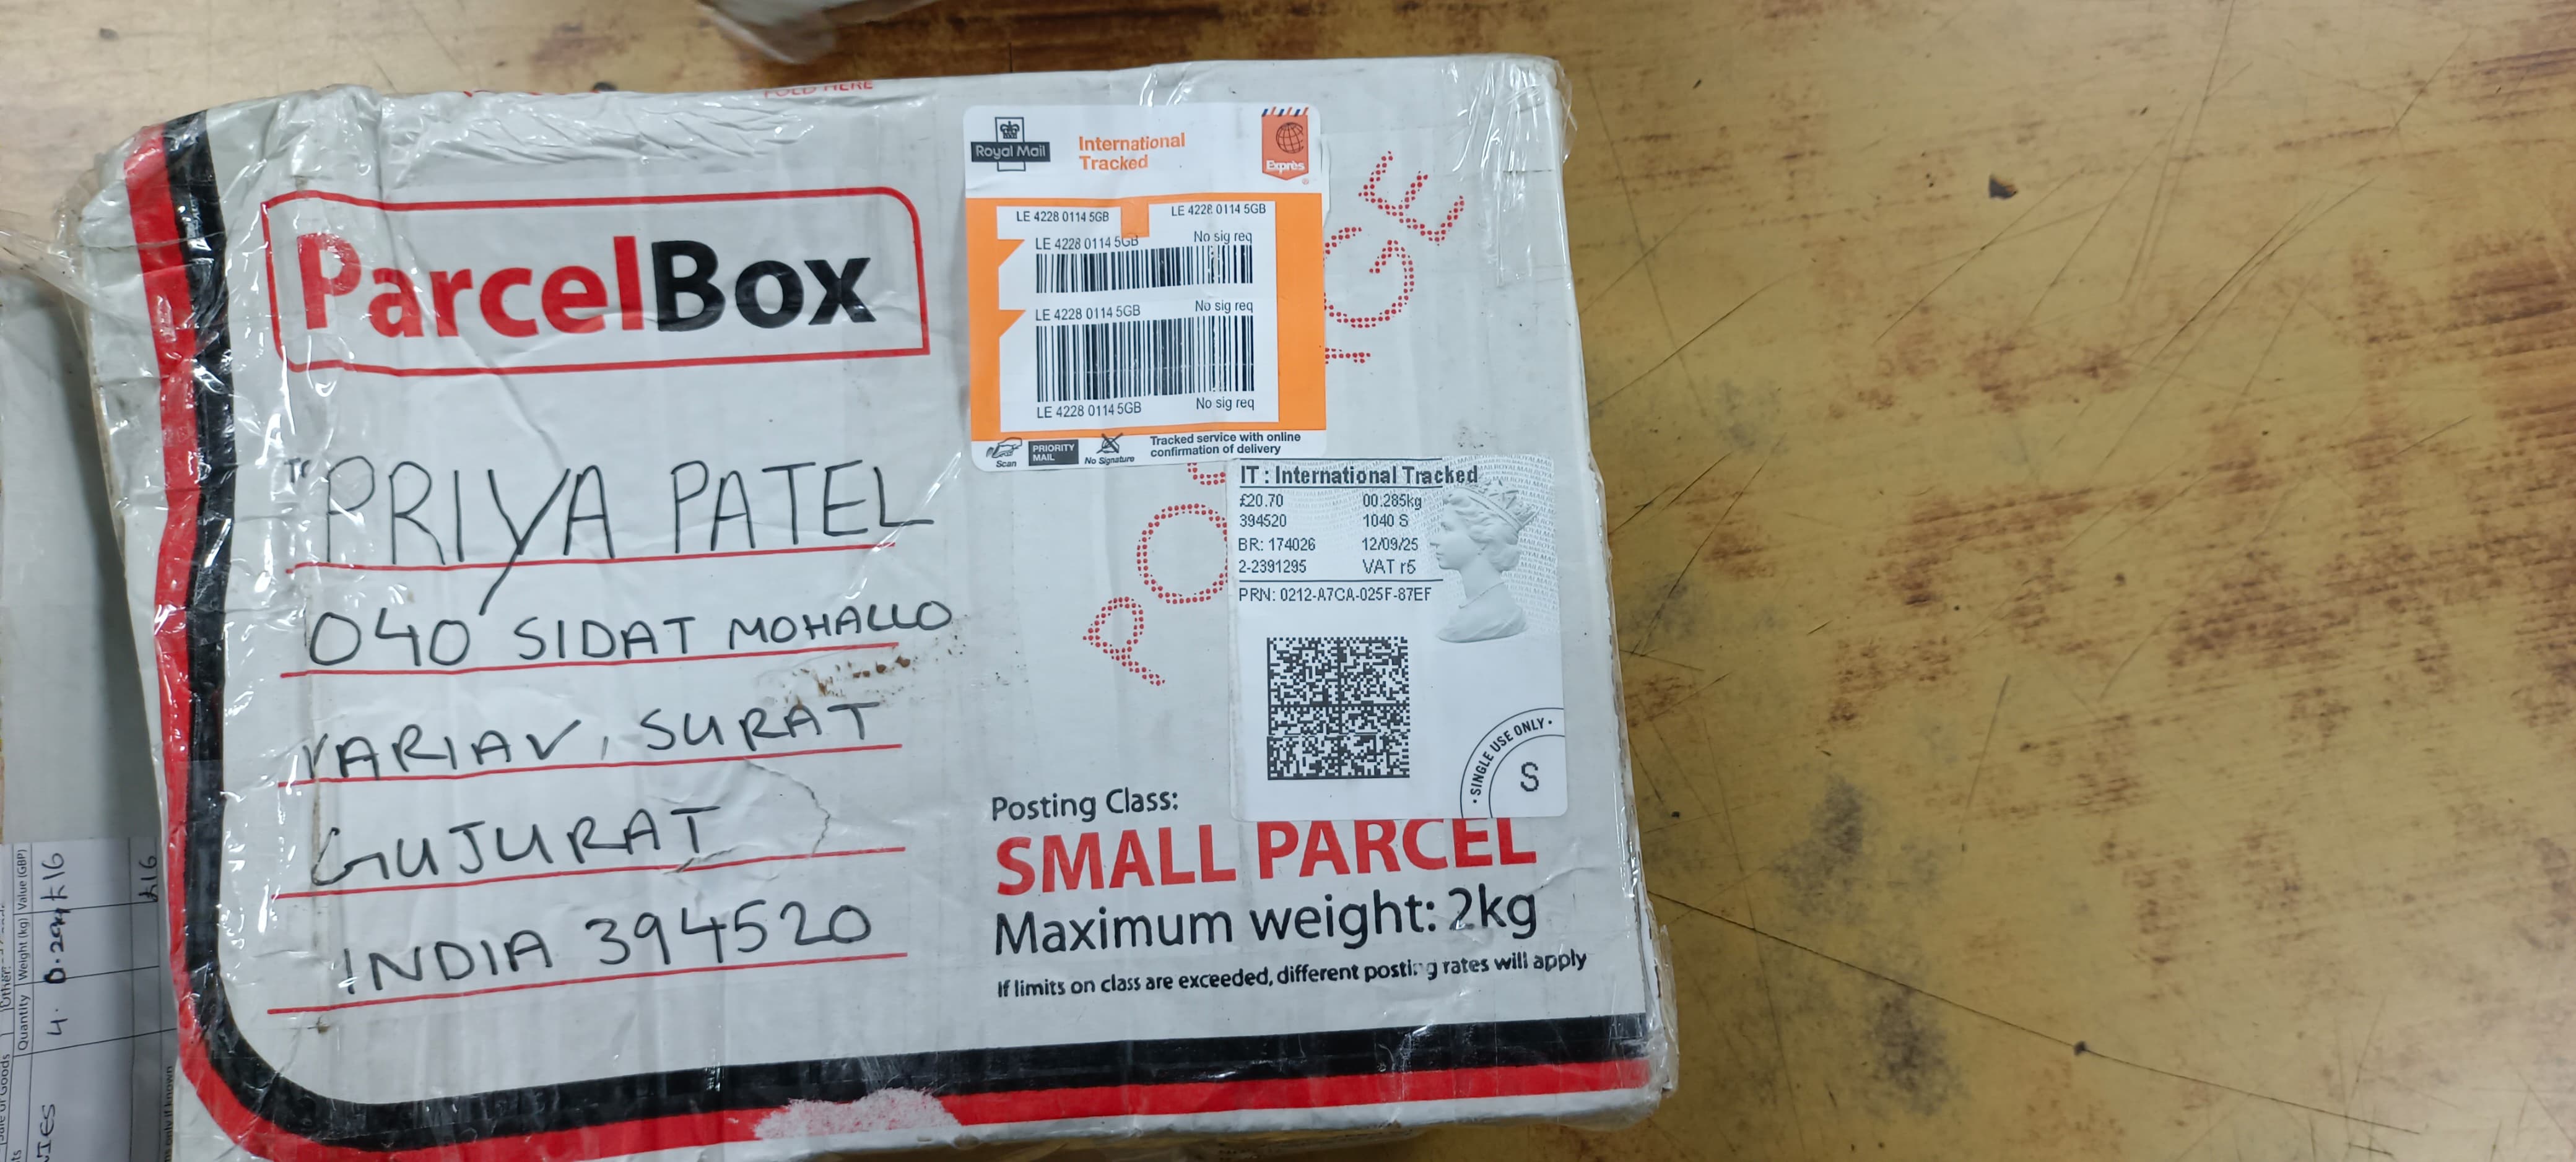 FOLD HERE
ParcelBox
To
PRIYA PATEL
040 SIDAT MOHALLO
VARIAV, SURAT
GUJURAT
INDIA 394520
Royal Mail
International
Tracked
Exprès
LE 4228 0114 5GB
LE 4228 0114 5GB
LE 4228 0114 5GB No sig req
LE 4228 0114 5GB No sig req
LE 4228 0114 5GB No sig req
Scan
PRIORITY
MAIL
No Signature
Tracked service with online
confirmation of delivery
IT : International Tracked
£20.70 00.285kg
394520 1040 S
BR: 174026 12/09/25
2-2391295 VAT r5
PRN: 0212-A7CA-025F-87EF
SINGLE USE ONLY
S
Posting Class:
SMALL PARCEL
Maximum weight: 2kg
If limits on class are exceeded, different posting rates will apply
Quantity Weight (kg) Value (GBP)
4. £16
£16